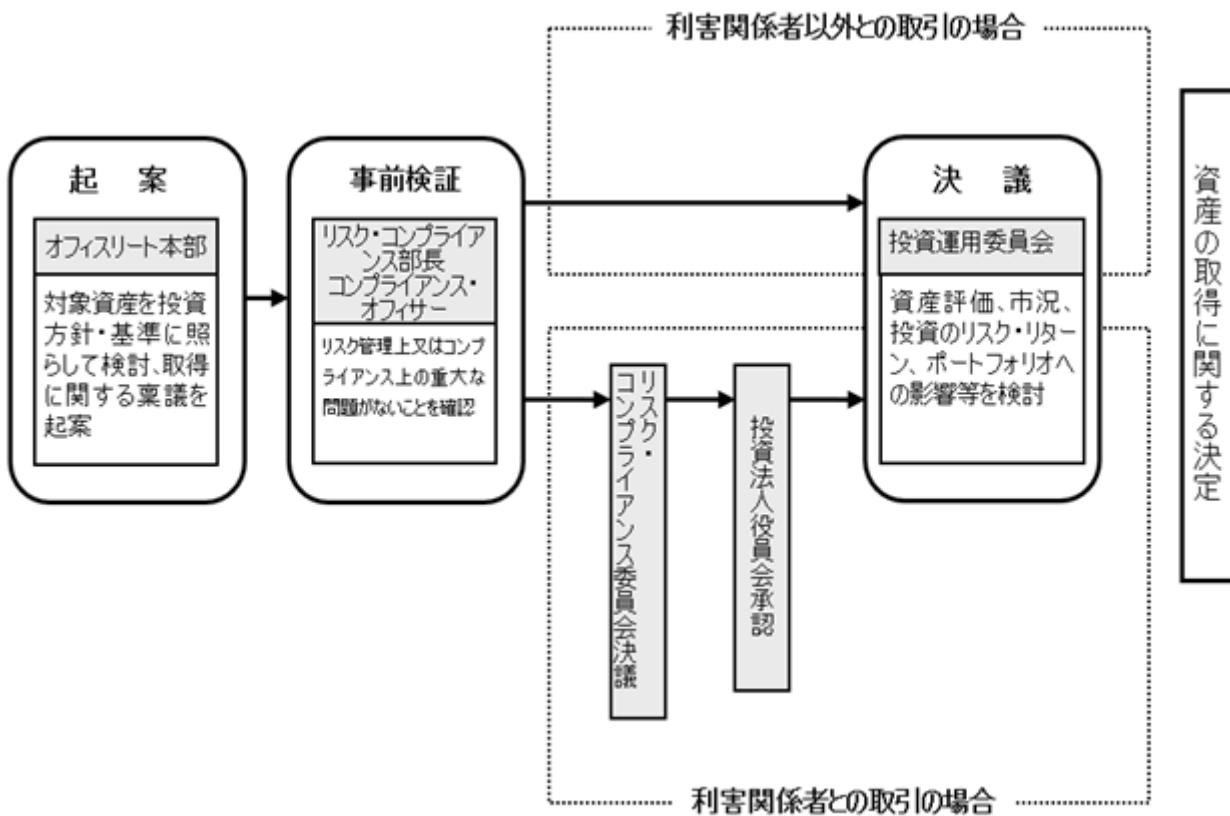 利害関係者以外との取引の場合
起 案
オフィスリート本部
対象資産を投資
方針・基準に照
らして検討、取得
に関する稟議を
起案
事前検証
リスク・コンプライア
ンス部長
コンプライアンス・
オフィサー
リスク管理上又はコンプ
ライアンス上の重大な
問題がないことを確認
リスク・
コンプライアンス委員会決議
投資法人役員会承認
決 議
投資運用委員会
資産評価、市況、
投資のリスク・リター
ン、ポートフォリオへ
の影響等を検討
資産の取得に関する決定
利害関係者との取引の場合